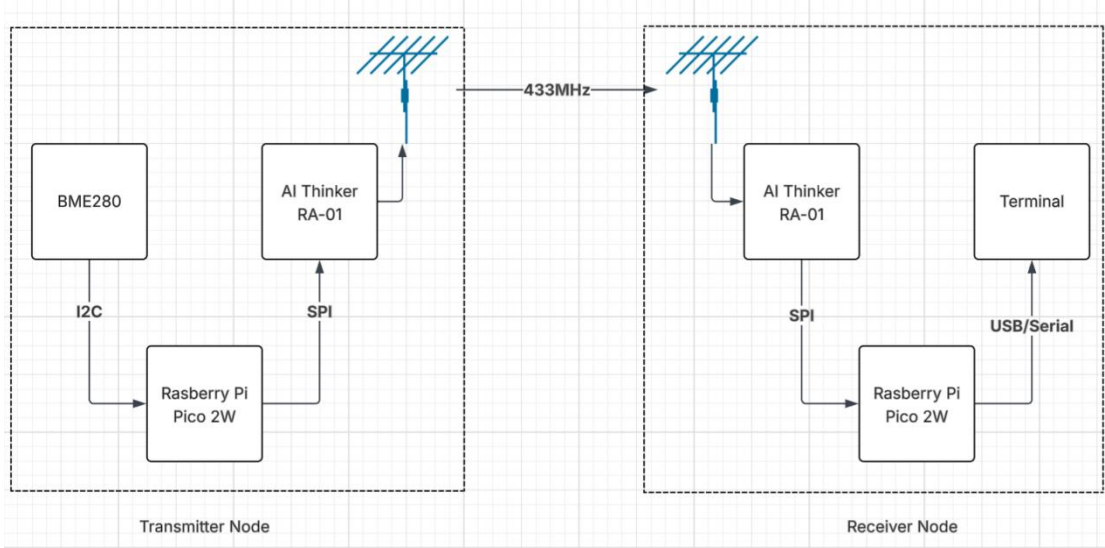 433MHz
BME280
AI Thinker
RA-01
I2C
SPI
Rasberry Pi
Pico 2W
Transmitter Node
AI Thinker
RA-01
Terminal
SPI
USB/Serial
Rasberry Pi
Pico 2W
Receiver Node